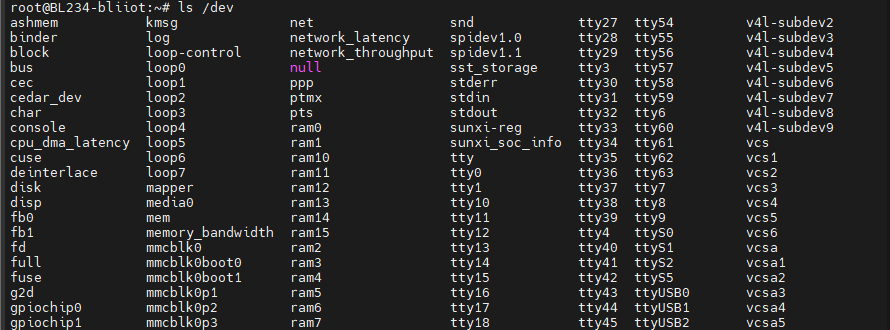 root@BL234-bliiot:~# ls /dev
ashmem kmsg net snd tty27 tty54 v4l-subdev2
binder log network_latency spidev1.0 tty28 tty55 v4l-subdev3
block loop-control network_throughput spidev1.1 tty29 tty56 v4l-subdev4
bus loop0 null sst_storage tty3 tty57 v4l-subdev5
cec loop1 ppp stderr tty30 tty58 v4l-subdev6
cedar_dev loop2 ptmx stdin tty31 tty59 v4l-subdev7
char loop3 pts stdout tty32 tty6 v4l-subdev8
console loop4 ram0 sunxi-reg tty33 tty60 v4l-subdev9
cpu_dma_latency loop5 ram1 sunxi_soc_info tty34 tty61 vcs
cuse loop6 ram10 tty tty35 tty62 vcs1
deinterlace loop7 ram11 tty0 tty36 tty63 vcs2
disk mapper ram12 tty1 tty37 tty7 vcs3
disp media0 ram13 tty10 tty38 tty8 vcs4
fb0 mem ram14 tty11 tty39 tty9 vcs5
fb1 memory_bandwidth ram15 tty12 tty4 ttyS0 vcs6
fd mmcblk0 ram2 tty13 tty40 ttyS1 vcsa
full mmcblk0boot0 ram3 tty14 tty41 ttyS2 vcsa1
fuse mmcblk0boot1 ram4 tty15 tty42 ttyS5 vcsa2
g2d mmcblk0p1 ram5 tty16 tty43 ttyUSB0 vcsa3
gpiochip0 mmcblk0p2 ram6 tty17 tty44 ttyUSB1 vcsa4
gpiochip1 mmcblk0p3 ram7 tty18 tty45 ttyUSB2 vcsa5